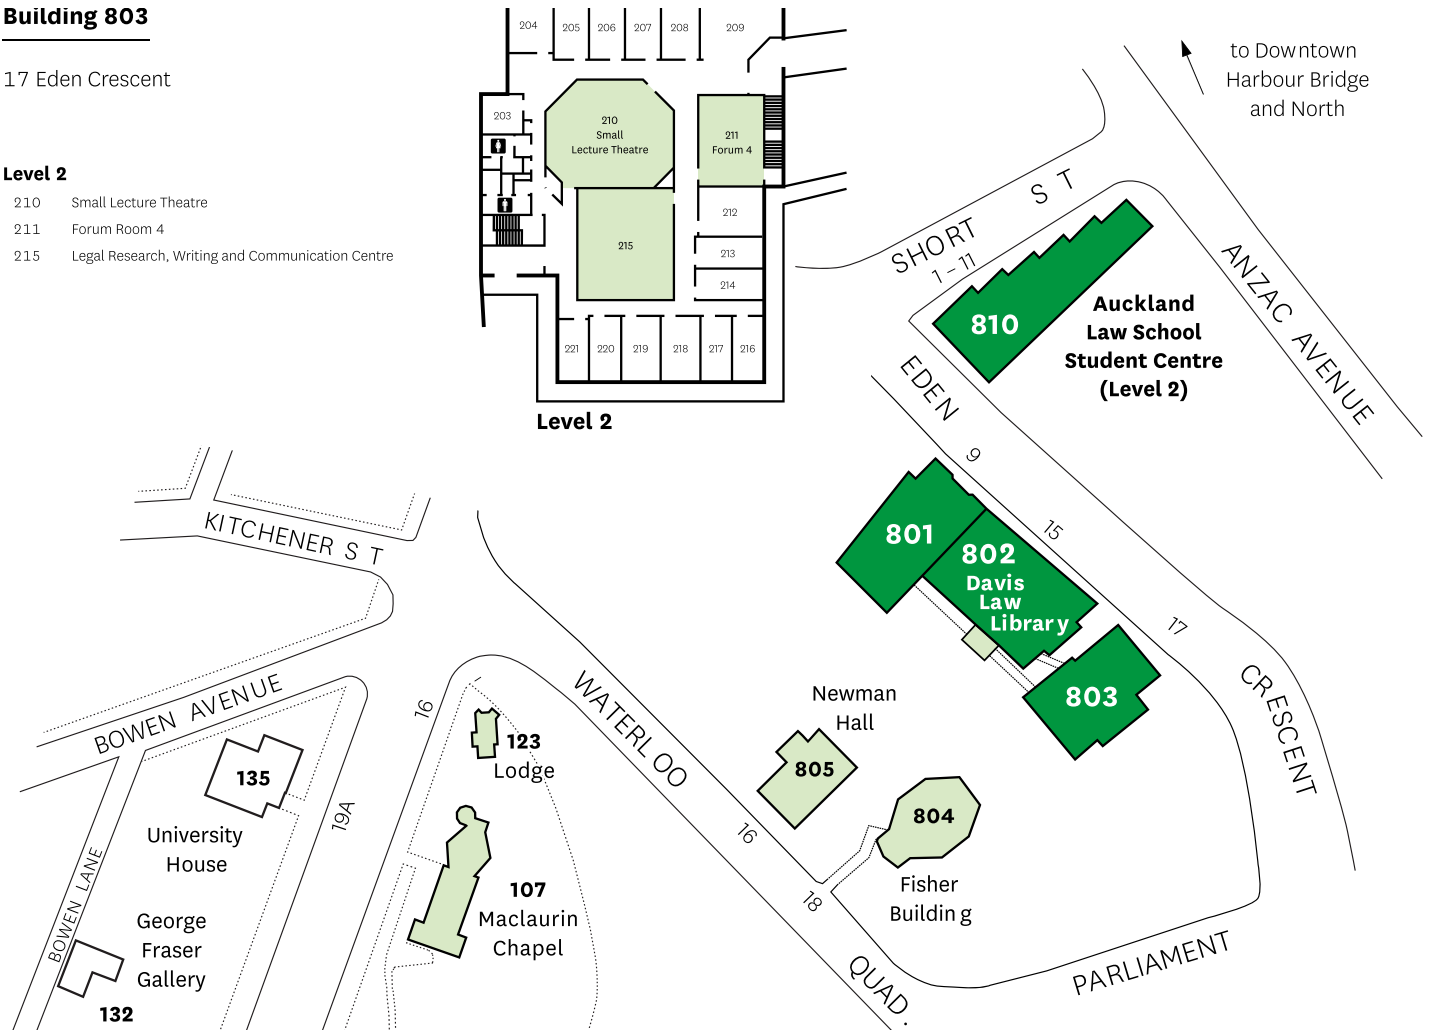 Building 803
17 Eden Crescent
Level 2
210 Small Lecture Theatre
211 Forum Room 4
215 Legal Research, Writing and Communication Centre
204 205 206 207 208 209
203
210
Small
Lecture Theatre
211
Forum 4
212
215
213
214
221 220 219 218 217 216
Level 2
to Downtown
Harbour Bridge
and North
SHORT ST
1-11
ANZAC AVENUE
810
Auckland
Law School
Student Centre
(Level 2)
EDEN
9
15
17
CRESCENT
801
802
Davis
Law
Library
803
KITCHENER ST
BOWEN AVENUE
16
WATERLOO
16
18
QUAD.
PARLIAMENT
Newman
Hall
805
804
Fisher
Building
123
Lodge
135
University
House
19A
BOWEN LANE
107
Maclaurin
Chapel
George
Fraser
Gallery
132